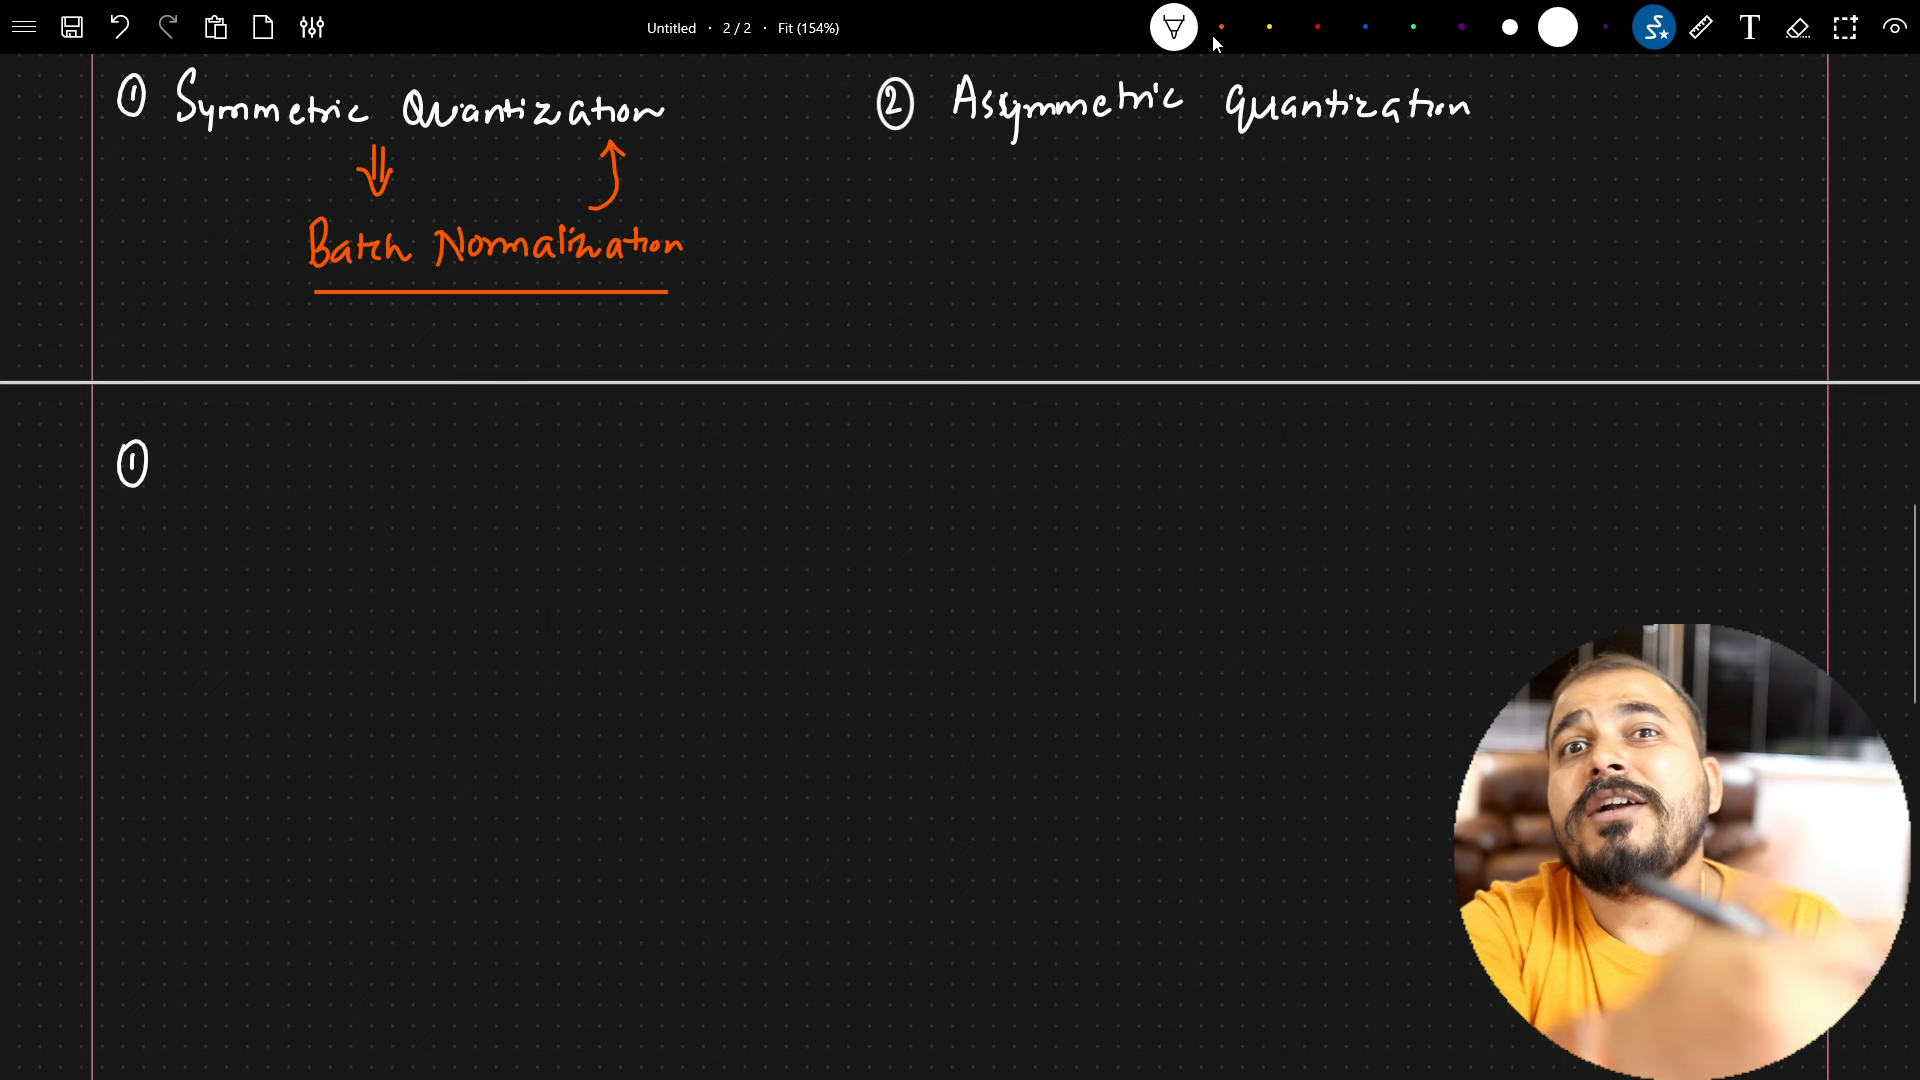 Untitled · 2 / 2 · Fit (154%)
① Symmetric Quantization
② Assymmetric Quantization
Batch Normalization
①